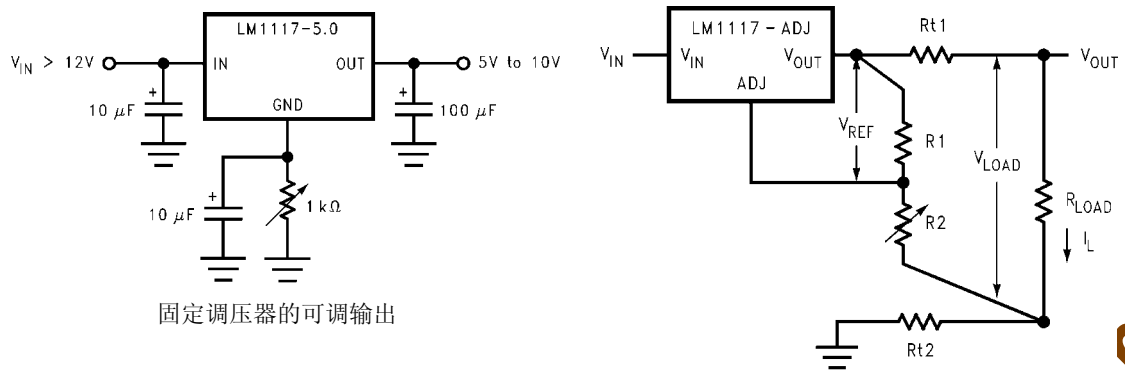 LM1117-5.0
V_IN > 12V
IN
OUT
5V to 10V
GND
10 μF
100 μF
10 μF
1kΩ
固定调压器的可调输出
LM1117-ADJ
Rt1
V_IN
V_IN
V_OUT
V_OUT
ADJ
V_REF
R1
V_LOAD
R2
R_LOAD
I_L
Rt2